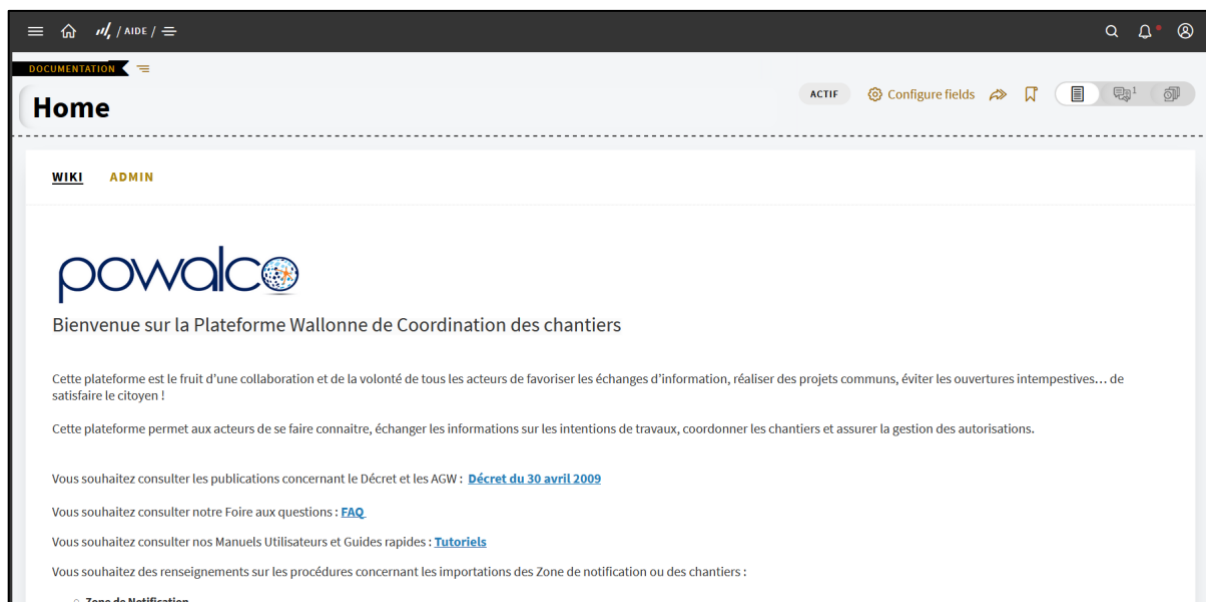 / AIDE /
DOCUMENTATION
Home
ACTIF
Configure fields
1
WIKI
ADMIN
powalco
Bienvenue sur la Plateforme Wallonne de Coordination des chantiers
Cette plateforme est le fruit d’une collaboration et de la volonté de tous les acteurs de favoriser les échanges d’information, réaliser des projets communs, éviter les ouvertures intempestives… de
satisfaire le citoyen !
Cette plateforme permet aux acteurs de se faire connaitre, échanger les informations sur les intentions de travaux, coordonner les chantiers et assurer la gestion des autorisations.
Vous souhaitez consulter les publications concernant le Décret et les AGW : Décret du 30 avril 2009
Vous souhaitez consulter notre Foire aux questions : FAQ
Vous souhaitez consulter nos Manuels Utilisateurs et Guides rapides : Tutoriels
Vous souhaitez des renseignements sur les procédures concernant les importations des Zone de notification ou des chantiers :
Zone de Notification